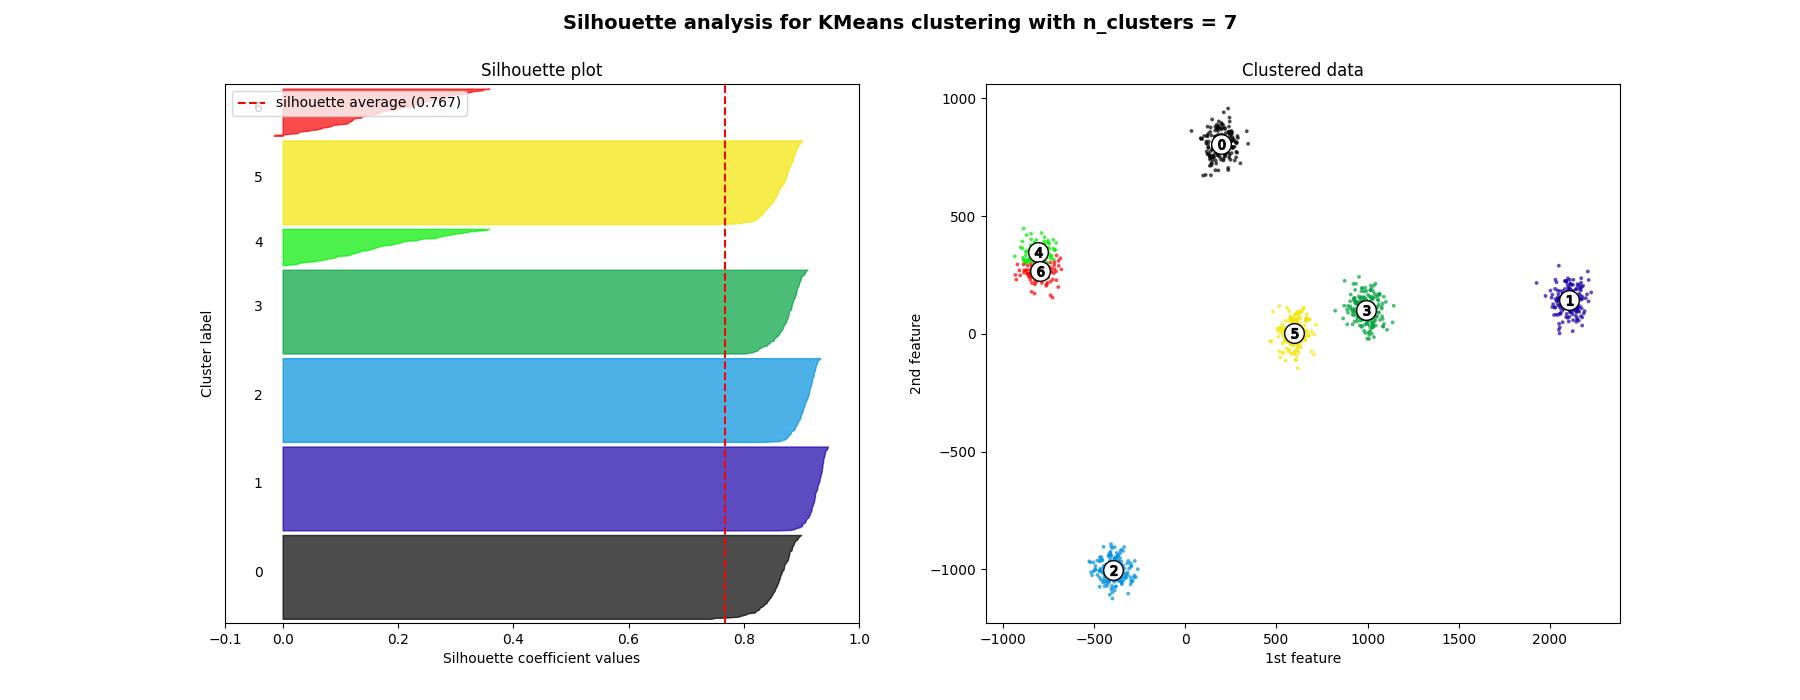 Silhouette analysis for KMeans clustering with n_clusters = 7
Silhouette plot
silhouette average (0.767)
6
5
4
3
2
1
0
Cluster label
−0.1 0.0 0.2 0.4 0.6 0.8 1.0
Silhouette coefficient values
Clustered data
1000
500
0
−500
−1000
2nd feature
0
4
6
1
3
5
2
−1000 −500 0 500 1000 1500 2000
1st feature